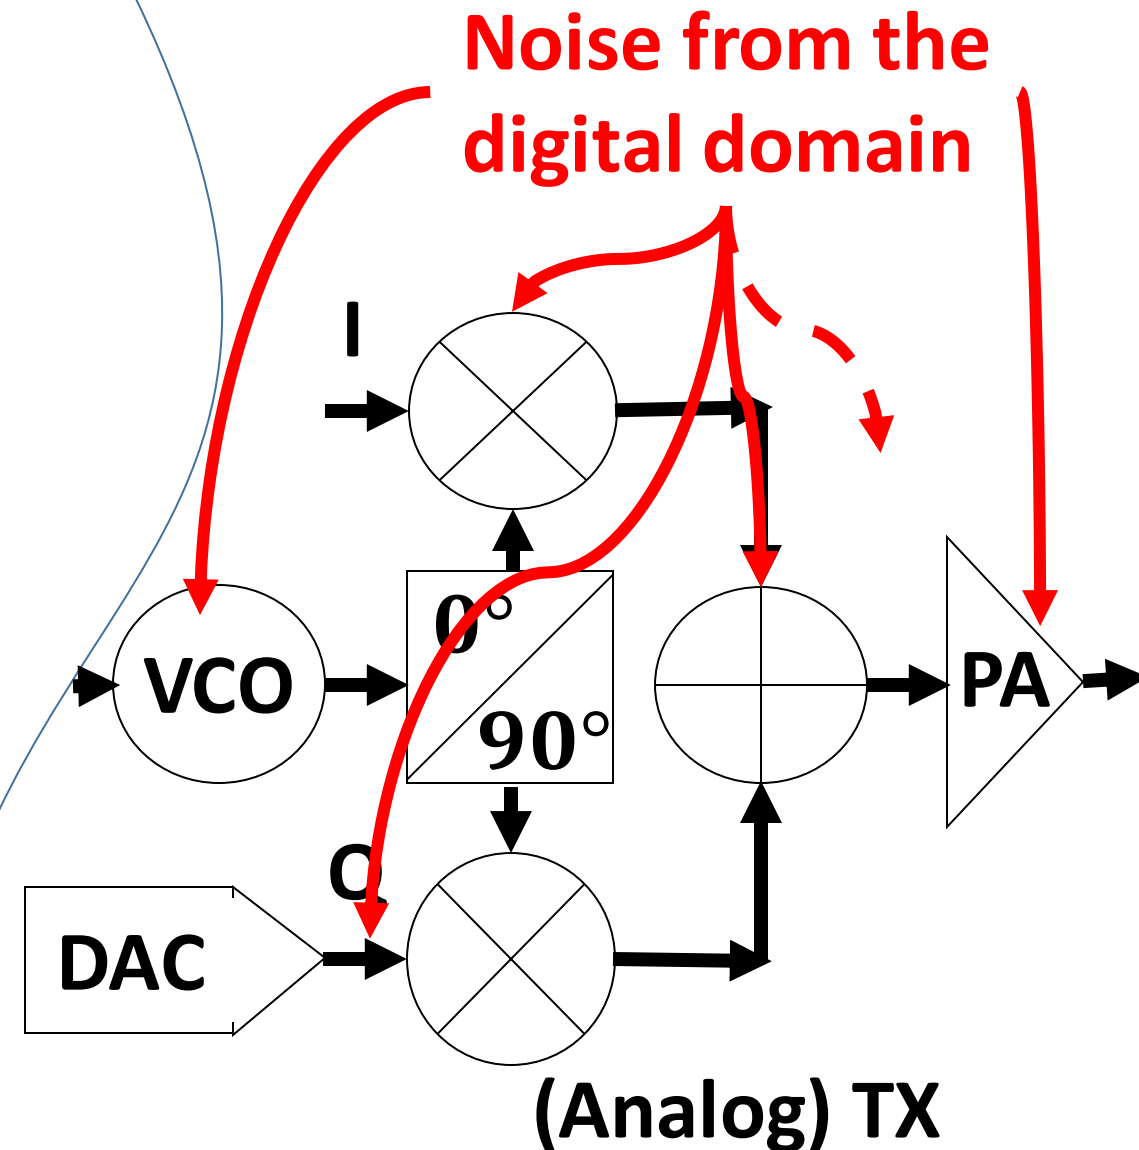 Noise from the
digital domain
I
0°
VCO
90°
PA
Q
DAC
(Analog) TX